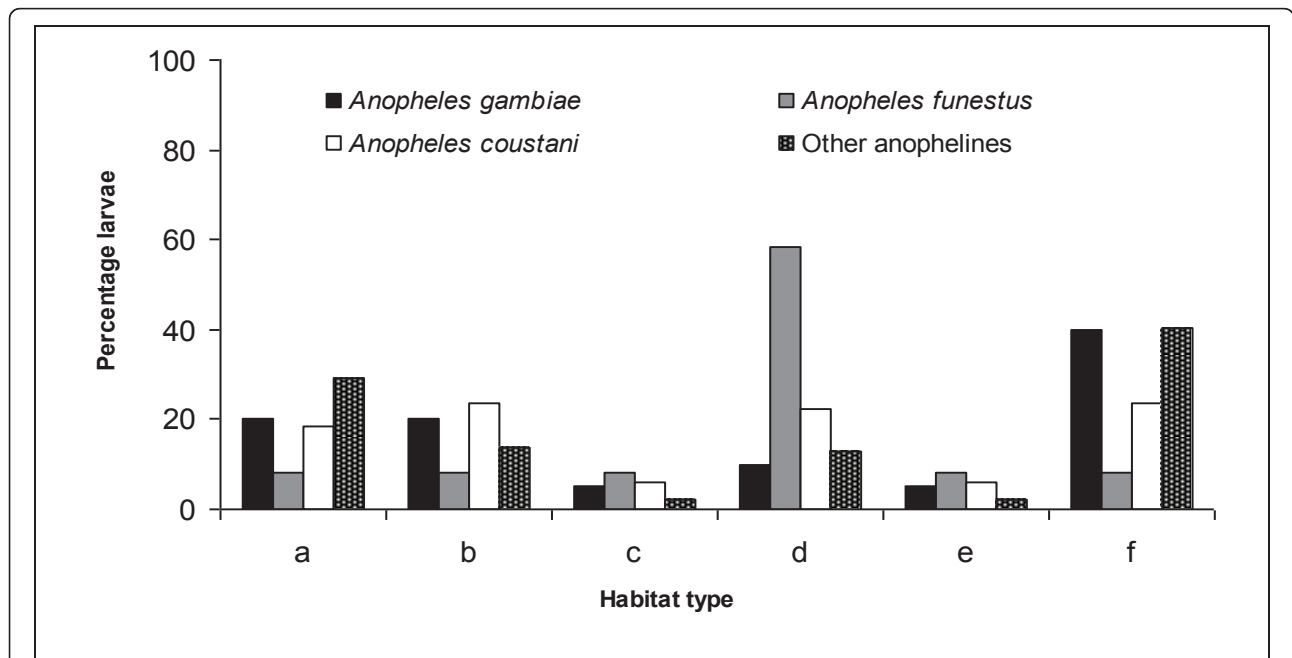 100
80
60
40
20
0
Percentage larvae
Anopheles gambiae
Anopheles funestus
Anopheles coustani
Other anophelines
a b c d e f
Habitat type